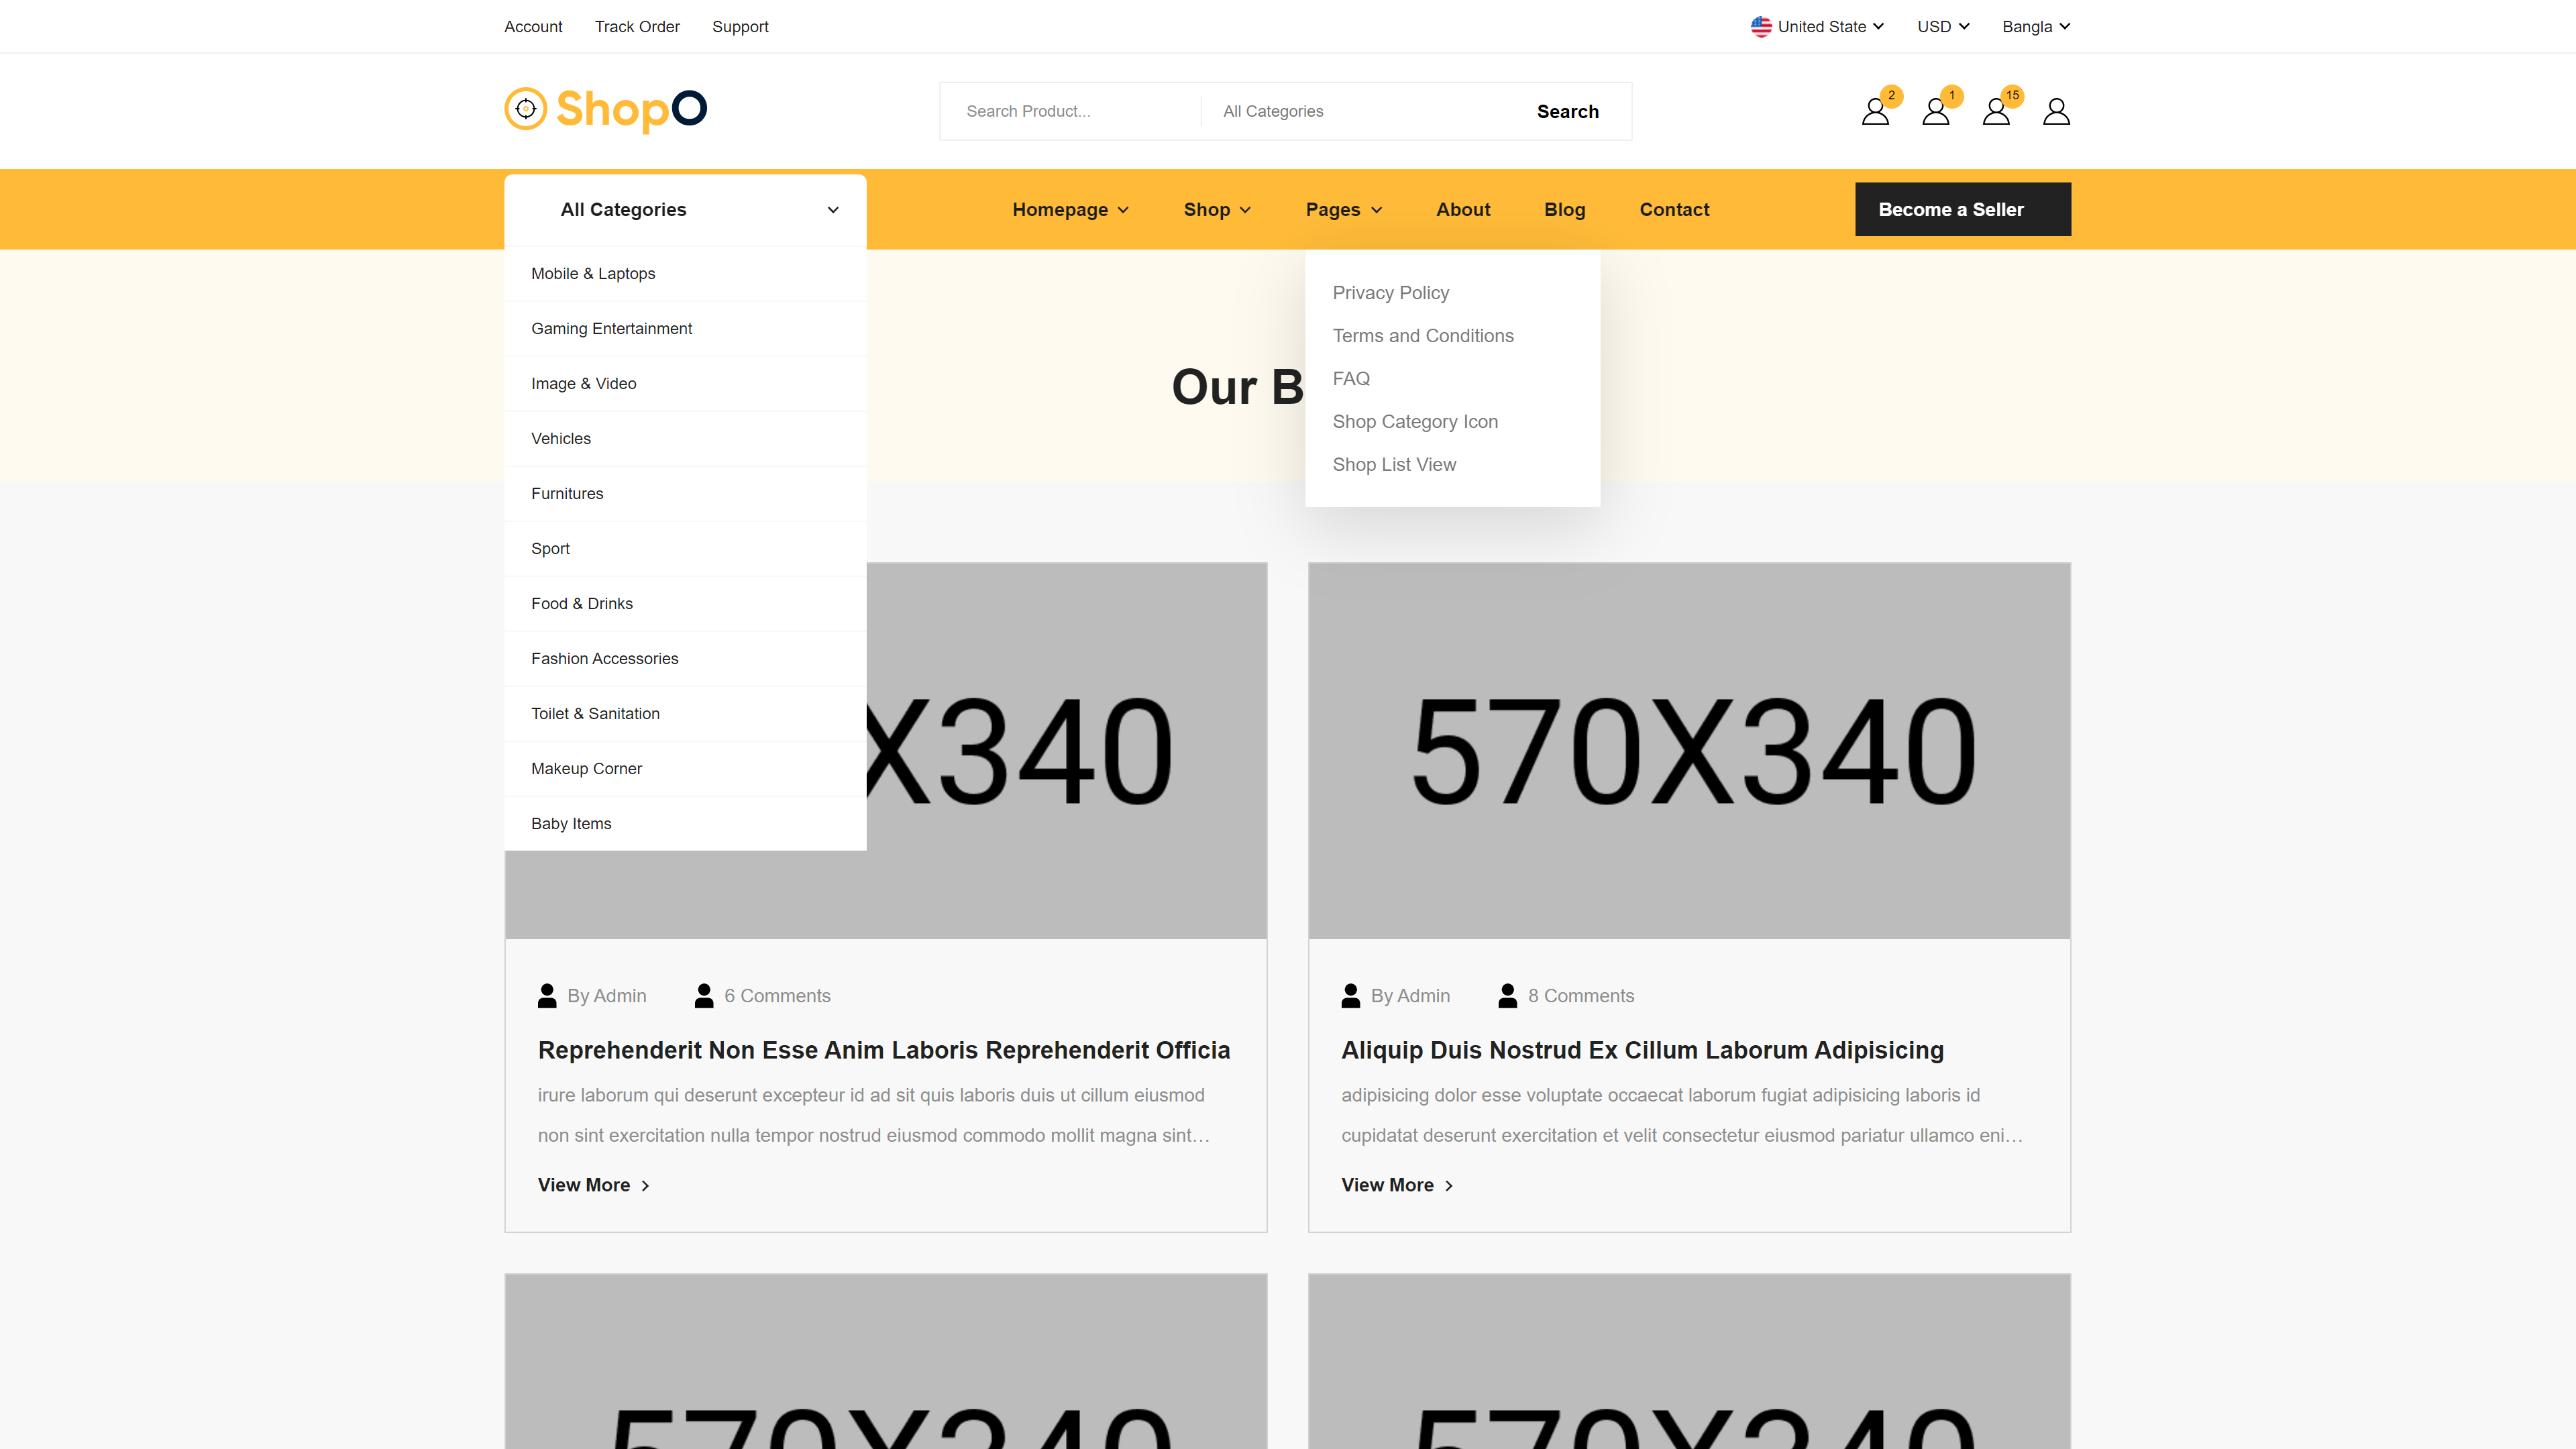 Account Track Order Support United State USD Bangla
ShopO Search Product... All Categories Search 2 1 15
All Categories Homepage Shop Pages About Blog Contact Become a Seller
Mobile & Laptops
Gaming Entertainment
Image & Video
Vehicles
Furnitures
Sport
Food & Drinks
Fashion Accessories
Toilet & Sanitation
Makeup Corner
Baby Items
Privacy Policy
Terms and Conditions
FAQ
Shop Category Icon
Shop List View
Our B
X340
570X340
By Admin 6 Comments
Reprehenderit Non Esse Anim Laboris Reprehenderit Officia
irure laborum qui deserunt excepteur id ad sit quis laboris duis ut cillum eiusmod
non sint exercitation nulla tempor nostrud eiusmod commodo mollit magna sint...
View More
By Admin 8 Comments
Aliquip Duis Nostrud Ex Cillum Laborum Adipisicing
adipisicing dolor esse voluptate occaecat laborum fugiat adipisicing laboris id
cupidatat deserunt exercitation et velit consectetur eiusmod pariatur ullamco eni...
View More
570X340
570X340